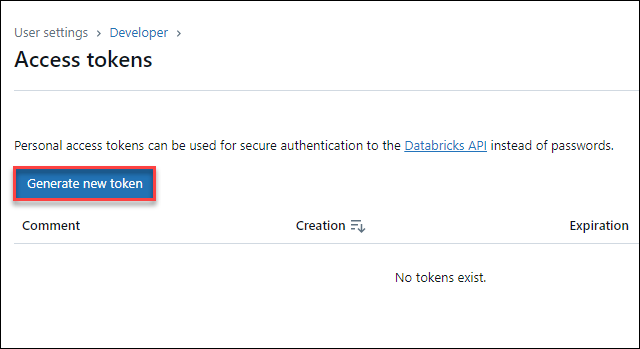 User settings > Developer >
Access tokens
Personal access tokens can be used for secure authentication to the Databricks API instead of passwords.
Generate new token
Comment Creation Expiration
No tokens exist.